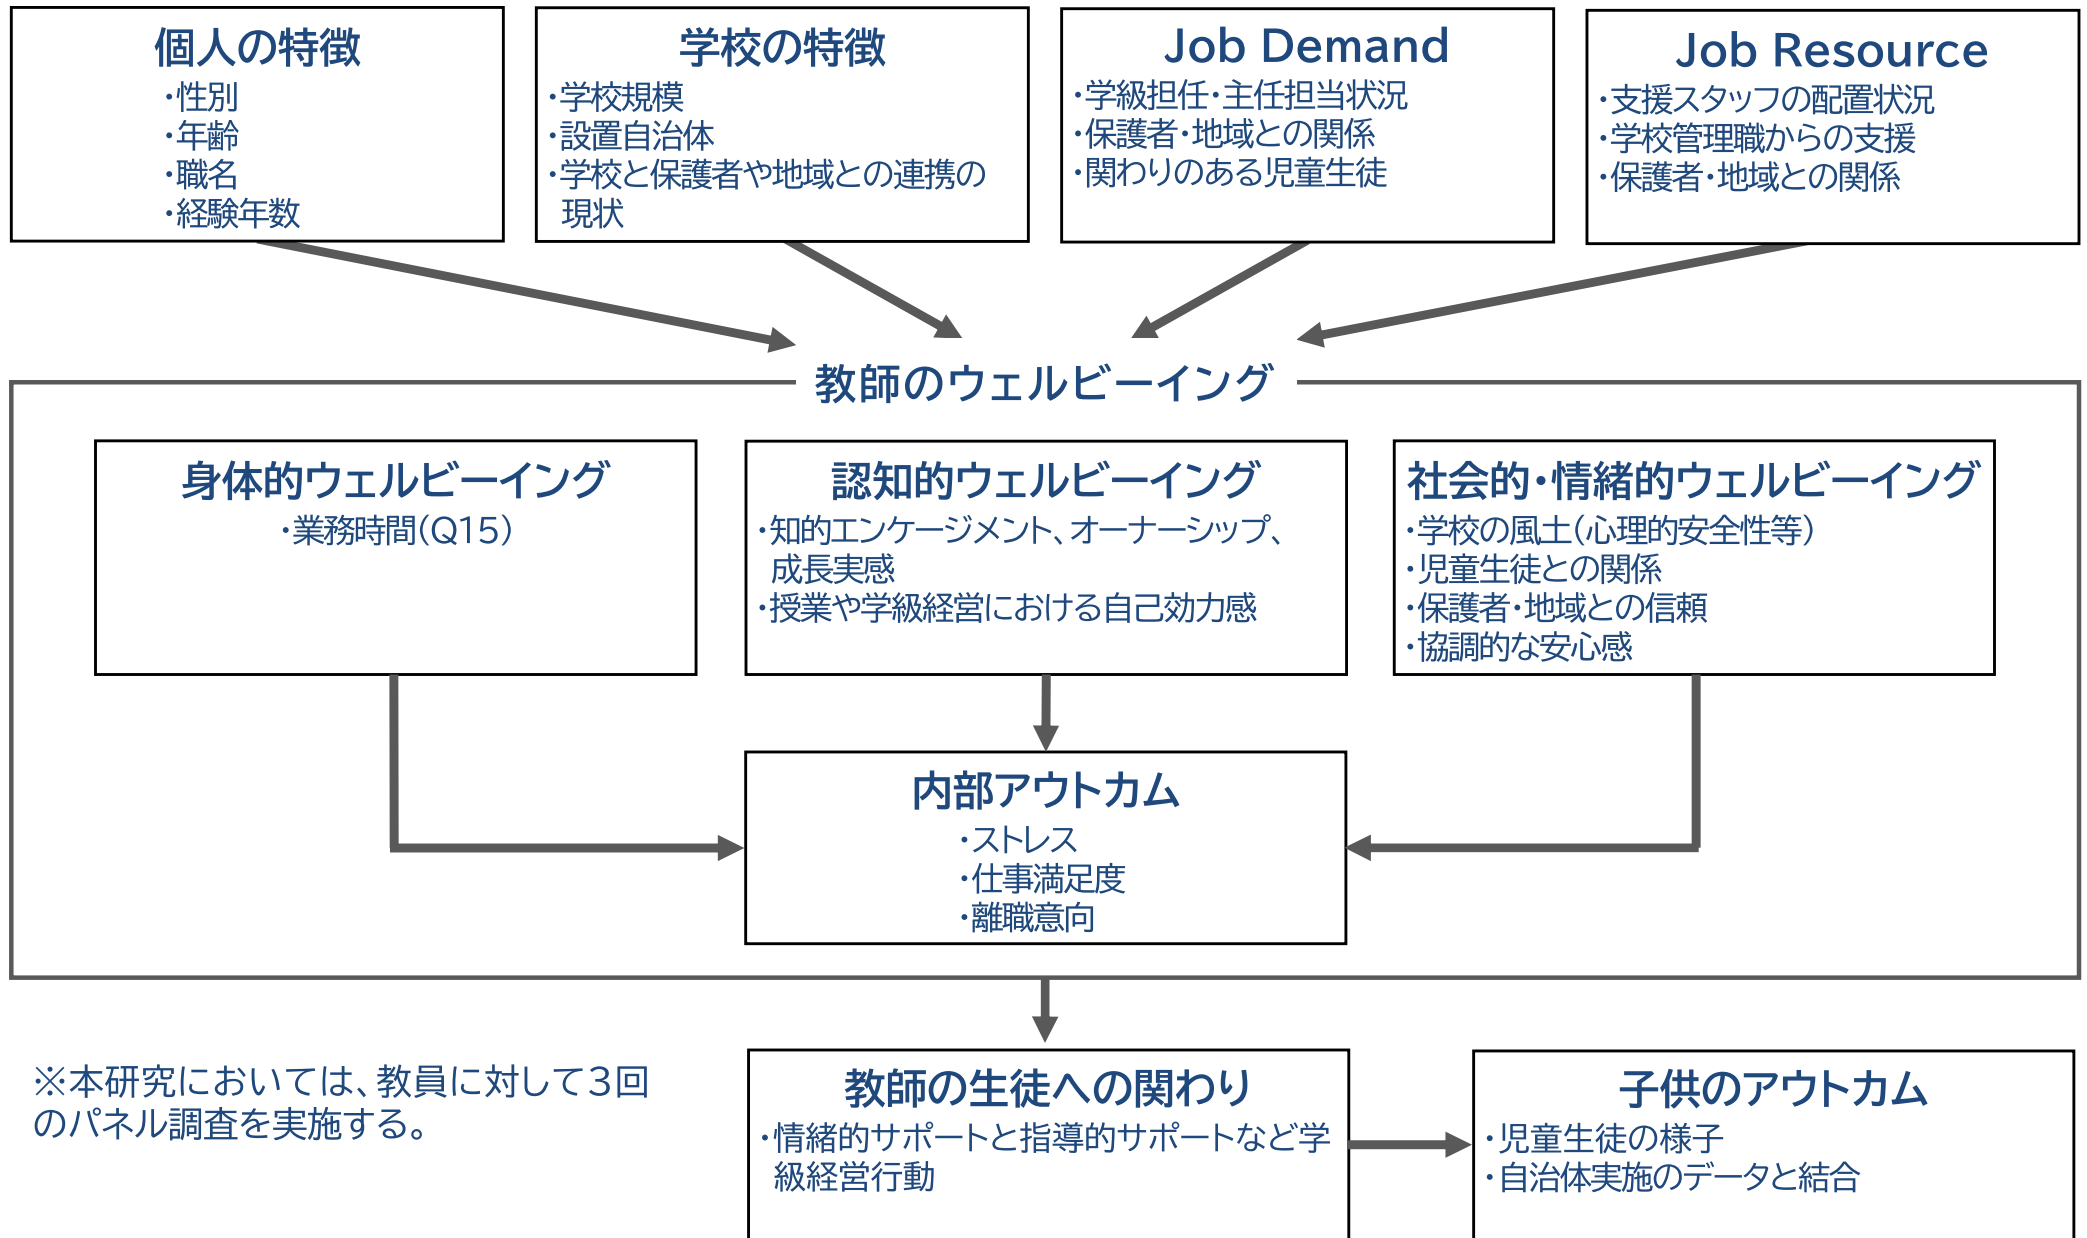 個人の特徴
・性別
・年齢
・職名
・経験年数
学校の特徴
・学校規模
・設置自治体
・学校と保護者や地域との連携の
現状
Job Demand
・学級担任・主任担当状況
・保護者・地域との関係
・関わりのある児童生徒
Job Resource
・支援スタッフの配置状況
・学校管理職からの支援
・保護者・地域との関係
教師のウェルビーイング
身体的ウェルビーイング
・業務時間(Q15)
認知的ウェルビーイング
・知的エンゲージメント、オーナーシップ、
成長実感
・授業や学級経営における自己効力感
社会的・情緒的ウェルビーイング
・学校の風土(心理的安全性等)
・児童生徒との関係
・保護者・地域との信頼
・協調的な安心感
内部アウトカム
・ストレス
・仕事満足度
・離職意向
※本研究においては、教員に対して3回
のパネル調査を実施する。
教師の生徒への関わり
・情緒的サポートと指導的サポートなど学
級経営行動
子供のアウトカム
・児童生徒の様子
・自治体実施のデータと結合